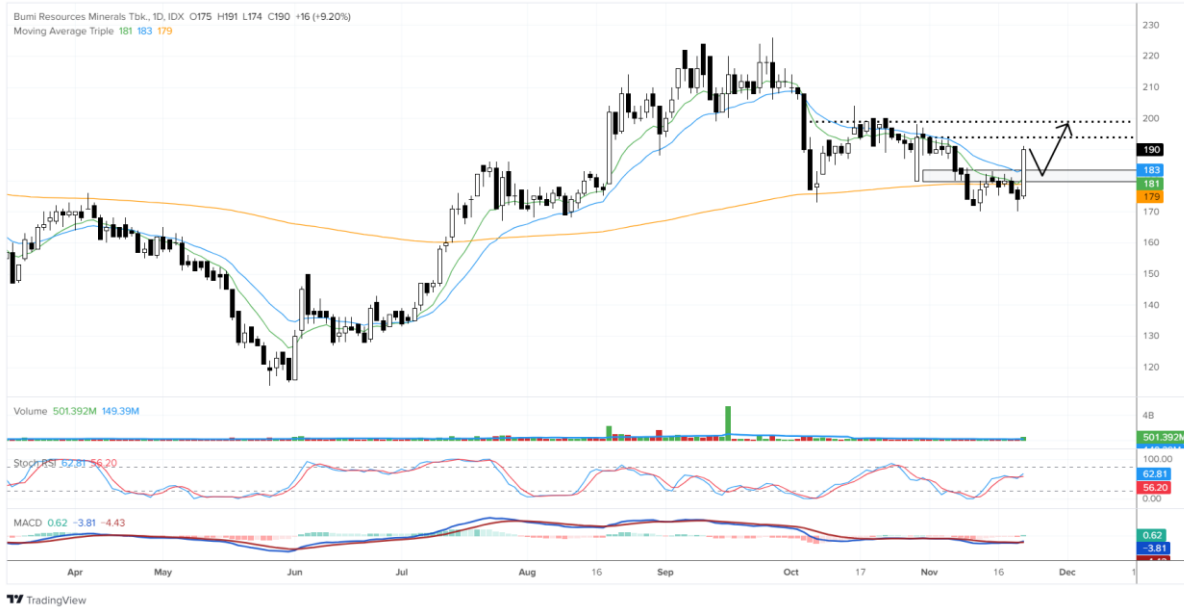 Bumi Resources Minerals Tbk., 1D, IDX O175 H191 L174 C190 +16 (+9.20%)
Moving Average Triple 181 183 179
230
220
210
200
190
183
181
179
170
160
150
140
130
120
Volume 501.392M 149.39M
4B
501.392M
Stoch RSI 62.81 56.20
100.00
62.81
56.20
0.00
MACD 0.62 −3.81 −4.43
0.62
−3.81
Apr May Jun Jul Aug 16 Sep Oct 17 Nov 16 Dec
TradingView